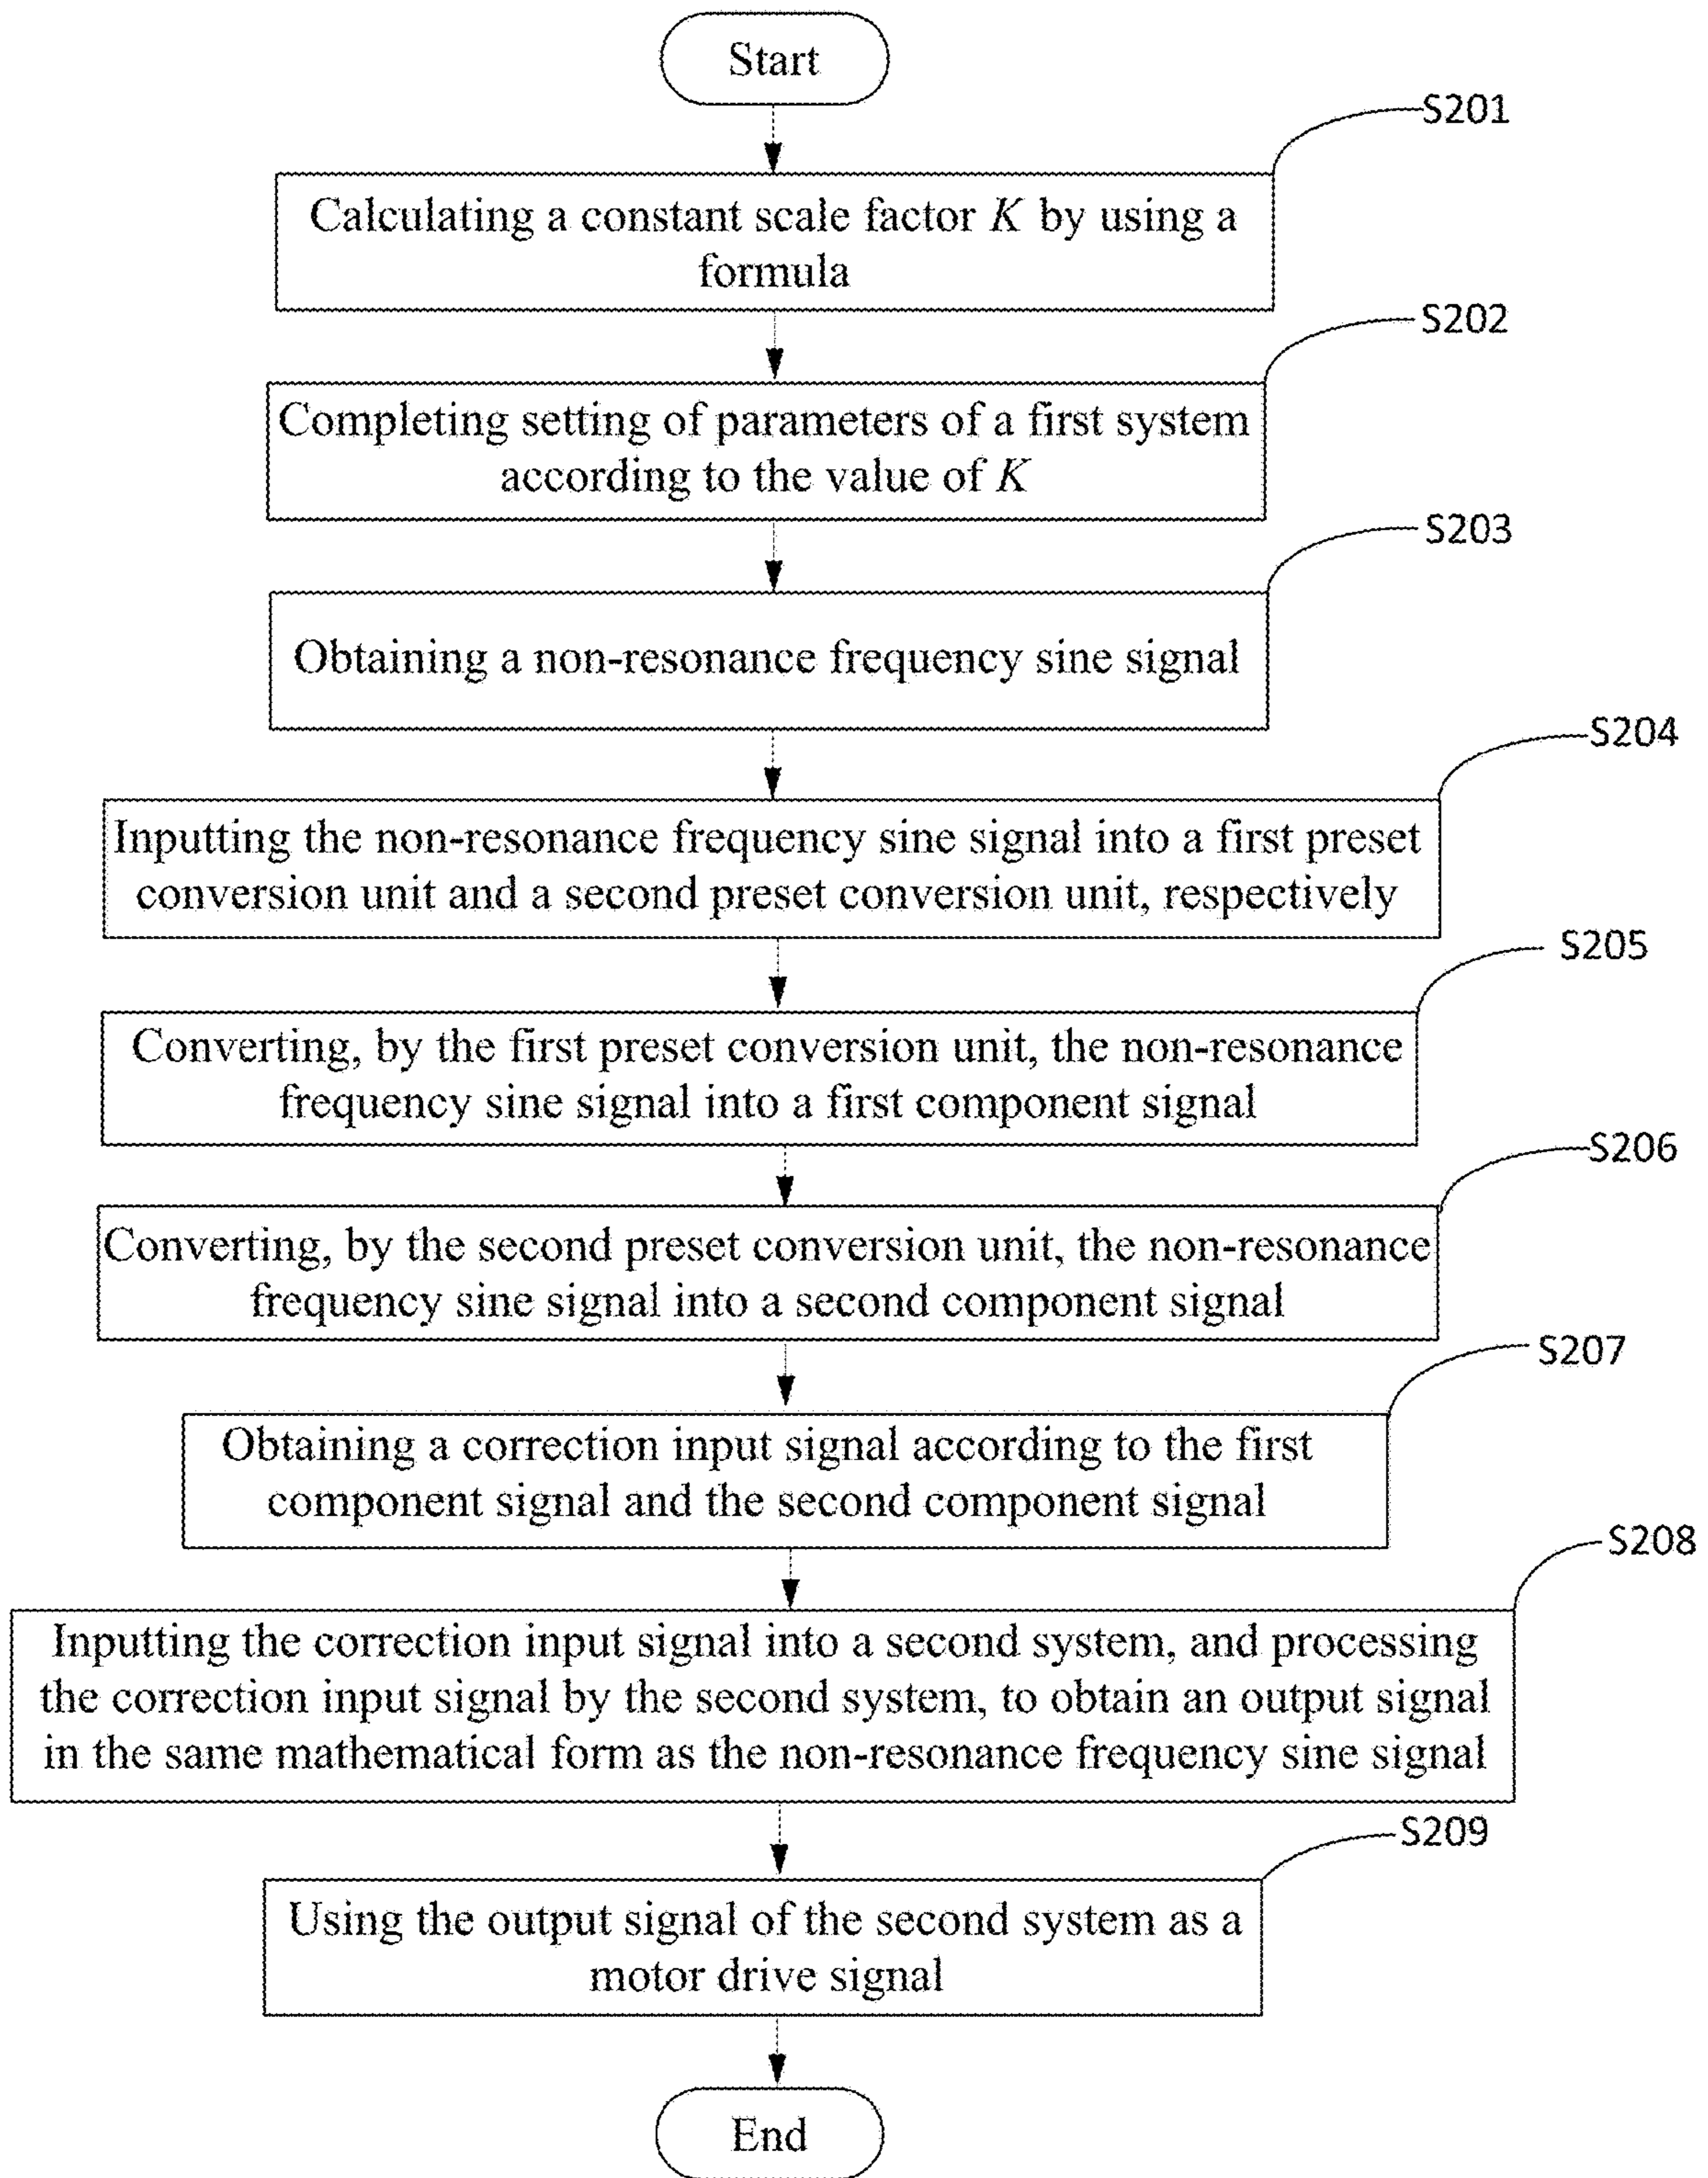 Start
S201
Calculating a constant scale factor K by using a
formula
S202
Completing setting of parameters of a first system
according to the value of K
S203
Obtaining a non-resonance frequency sine signal
S204
Inputting the non-resonance frequency sine signal into a first preset
conversion unit and a second preset conversion unit, respectively
S205
Converting, by the first preset conversion unit, the non-resonance
frequency sine signal into a first component signal
S206
Converting, by the second preset conversion unit, the non-resonance
frequency sine signal into a second component signal
S207
Obtaining a correction input signal according to the first
component signal and the second component signal
S208
Inputting the correction input signal into a second system, and processing
the correction input signal by the second system, to obtain an output signal
in the same mathematical form as the non-resonance frequency sine signal
S209
Using the output signal of the second system as a
motor drive signal
End